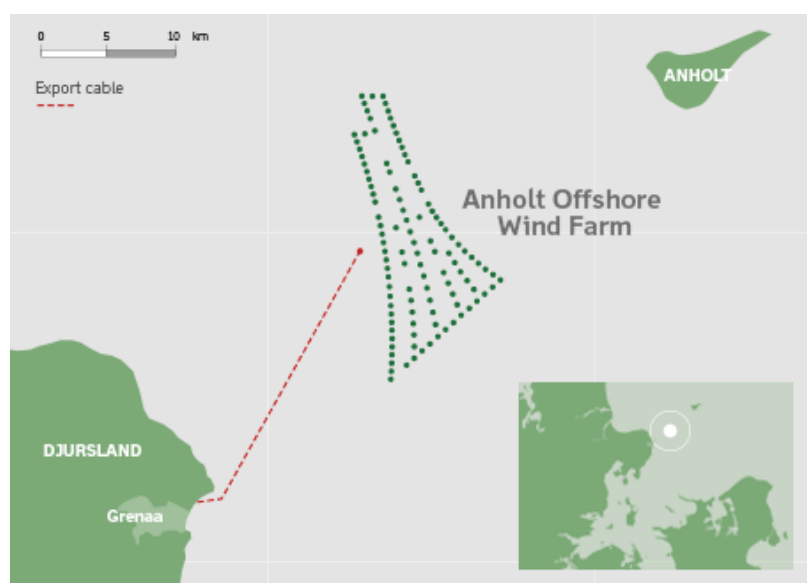 0 5 10 km
Export cable
ANHOLT
Anholt Offshore
Wind Farm
DJURSLAND
Grenaa